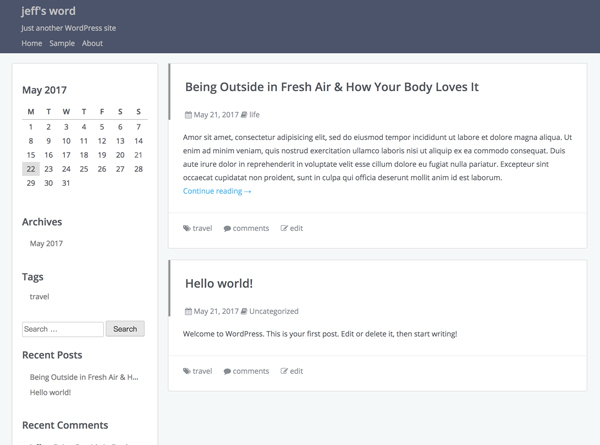 jeff's word
Just another WordPress site
Home Sample About
May 2017
M T W T F S S
1 2 3 4 5 6 7
8 9 10 11 12 13 14
15 16 17 18 19 20 21
22 23 24 25 26 27 28
29 30 31
Archives
May 2017
Tags
travel
Search ... Search
Recent Posts
Being Outside in Fresh Air & H...
Hello world!
Recent Comments
Being Outside in Fresh Air & How Your Body Loves It
May 21, 2017 life
Amor sit amet, consectetur adipisicing elit, sed do eiusmod tempor incididunt ut labore et dolore magna aliqua. Ut
enim ad minim veniam, quis nostrud exercitation ullamco laboris nisi ut aliquip ex ea commodo consequat. Duis
aute irure dolor in reprehenderit in voluptate velit esse cillum dolore eu fugiat nulla pariatur. Excepteur sint
occaecat cupidatat non proident, sunt in culpa qui officia deserunt mollit anim id est laborum.
Continue reading →
travel comments edit
Hello world!
May 21, 2017 Uncategorized
Welcome to WordPress. This is your first post. Edit or delete it, then start writing!
travel comments edit